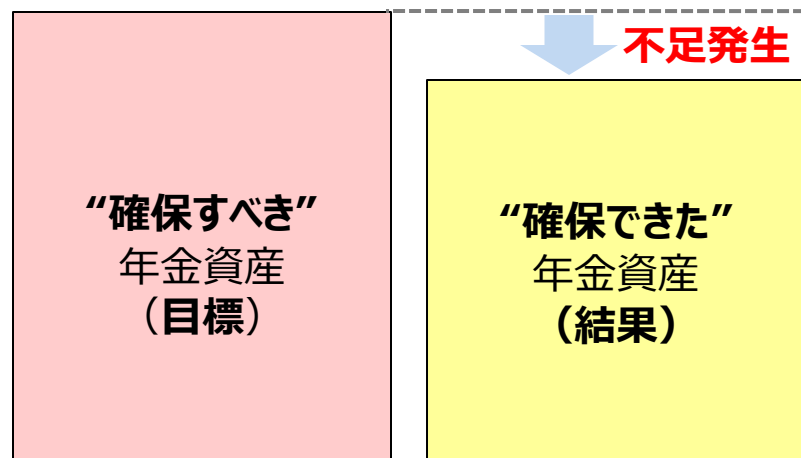 不足発生
“確保すべき”
年金資産
（目標）
“確保できた”
年金資産
（結果）